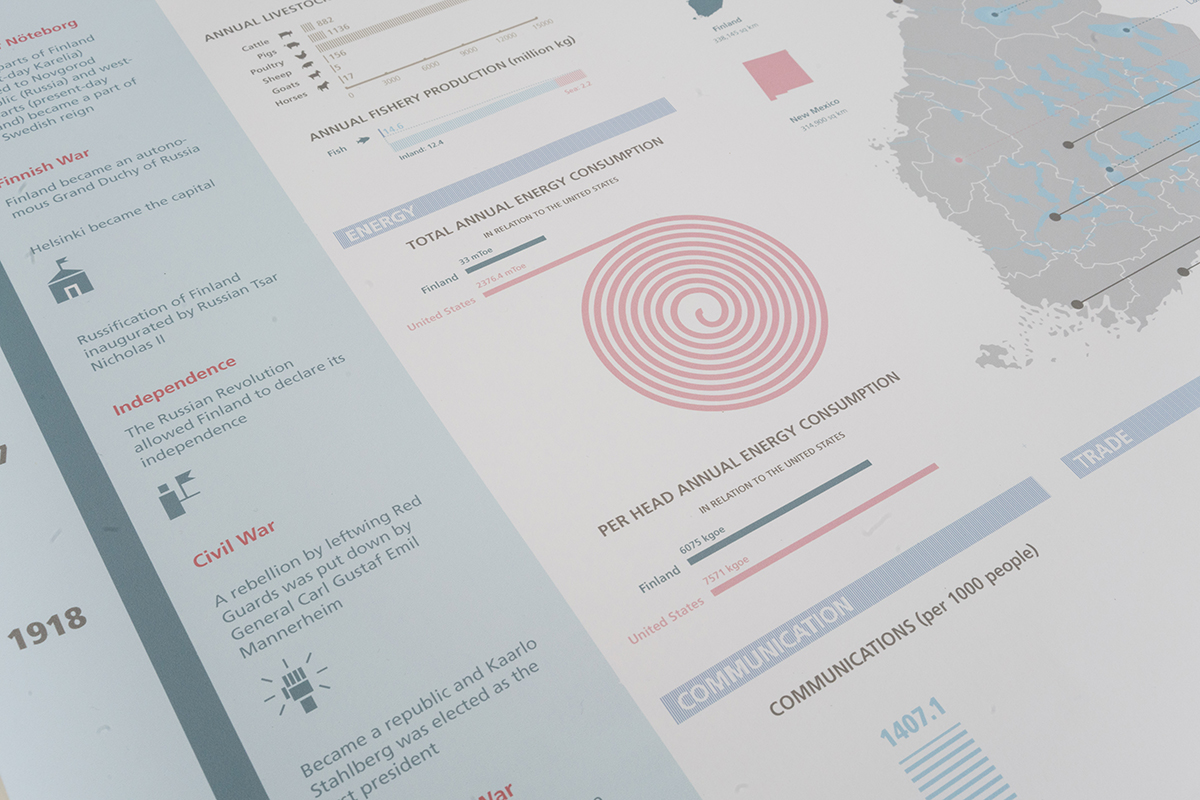 Nöteborg
parts of Finland
-day Karelia)
ed to Novgorod
(Russia) and west-
arts (present-day
became a part of
Swedish reign
Finnish War
Finland became an autono-
mous Grand Duchy of Russia
Helsinki became the capital
Russification of Finland
inaugurated by Russian Tsar
Nicholas II
Independence
The Russian Revolution
allowed Finland to declare its
independence
Civil War
1918
A rebellion by leftwing Red
Guards was put down by
General Carl Gustaf Emil
Mannerheim
Became a republic and Kaarlo
Stahlberg was elected as the
president
War
ANNUAL LIVESTOCK
Cattle 882
Pigs 1136
Poultry
Sheep 156
Goats 5
Horses 17
0 3000 6000 9000 12000 15000
ANNUAL FISHERY PRODUCTION (million kg)
Fish 14.6
Inland: 12.4
Sea: 2.2
ENERGY
TOTAL ANNUAL ENERGY CONSUMPTION
IN RELATION TO THE UNITED STATES
Finland 33 mToe
United States 2376.4 mToe
PER HEAD ANNUAL ENERGY CONSUMPTION
IN RELATION TO THE UNITED STATES
Finland 6075 kgoe
United States 7571 kgoe
COMMUNICATION
COMMUNICATIONS (per 1000 people)
1407.1
Finland
338,145 sq km
New Mexico
314,900 sq km
TRADE